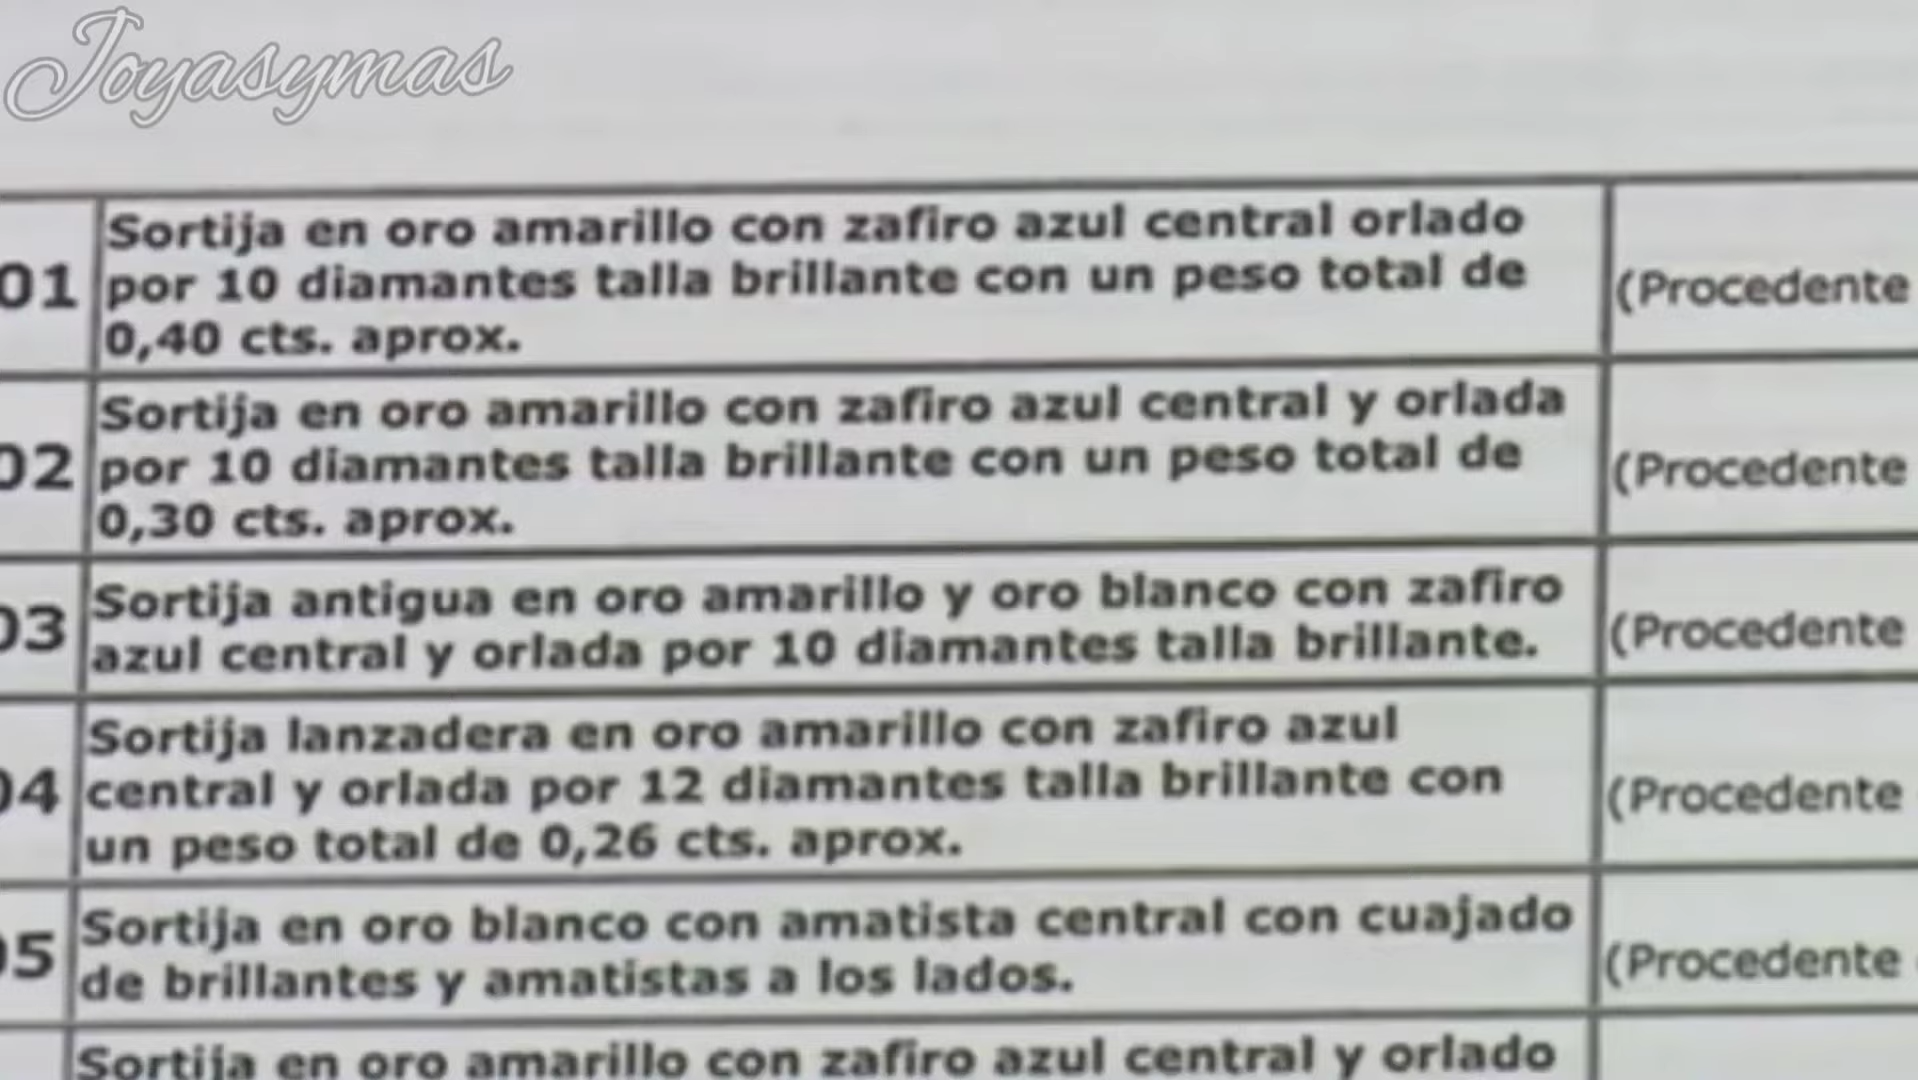 Joyasymas
01
Sortija en oro amarillo con zafiro azul central orlado
por 10 diamantes talla brillante con un peso total de
0,40 cts. aprox.
(Procedente
02
Sortija en oro amarillo con zafiro azul central y orlada
por 10 diamantes talla brillante con un peso total de
0,30 cts. aprox.
(Procedente
03
Sortija antigua en oro amarillo y oro blanco con zafiro
azul central y orlada por 10 diamantes talla brillante.
(Procedente
04
Sortija lanzadera en oro amarillo con zafiro azul
central y orlada por 12 diamantes talla brillante con
un peso total de 0,26 cts. aprox.
(Procedente
05
Sortija en oro blanco con amatista central con cuajado
de brillantes y amatistas a los lados.
(Procedente
Sortija en oro amarillo con zafiro azul central y orlado